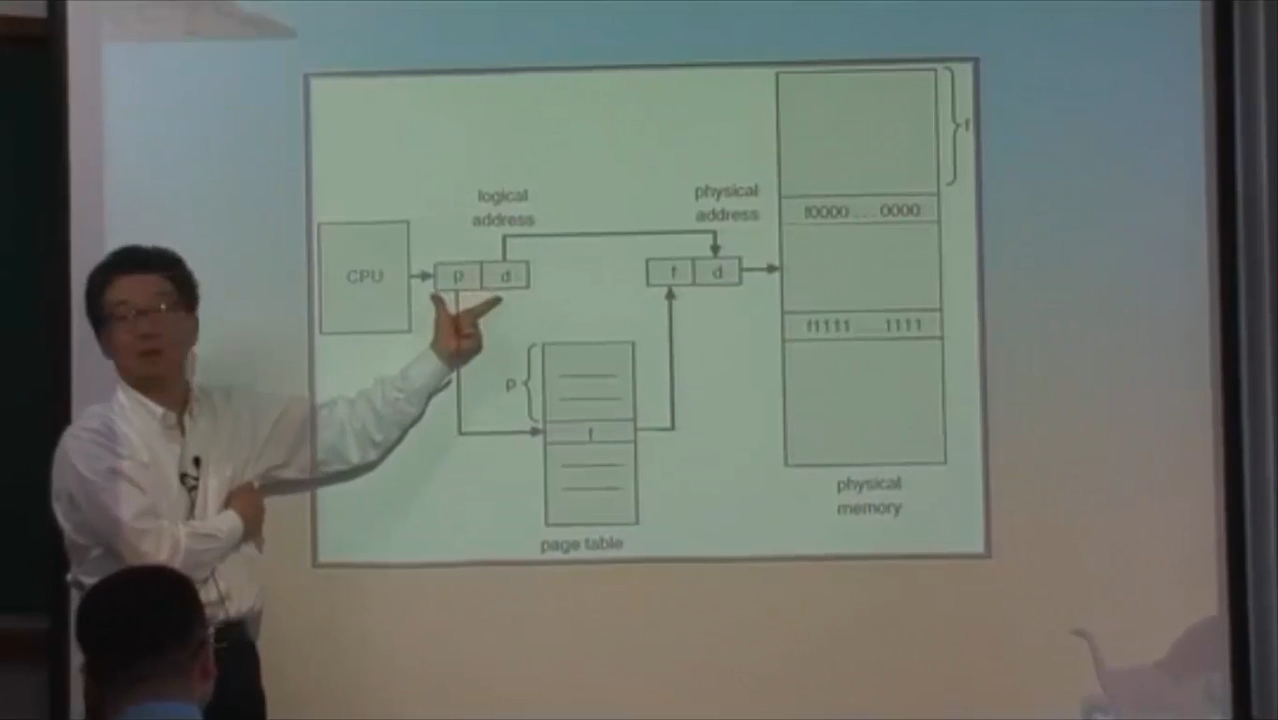 logical
address
physical
address
f
f0000 ... 0000
CPU
p d
f d
f1111 ... 1111
p
f
physical
memory
page table